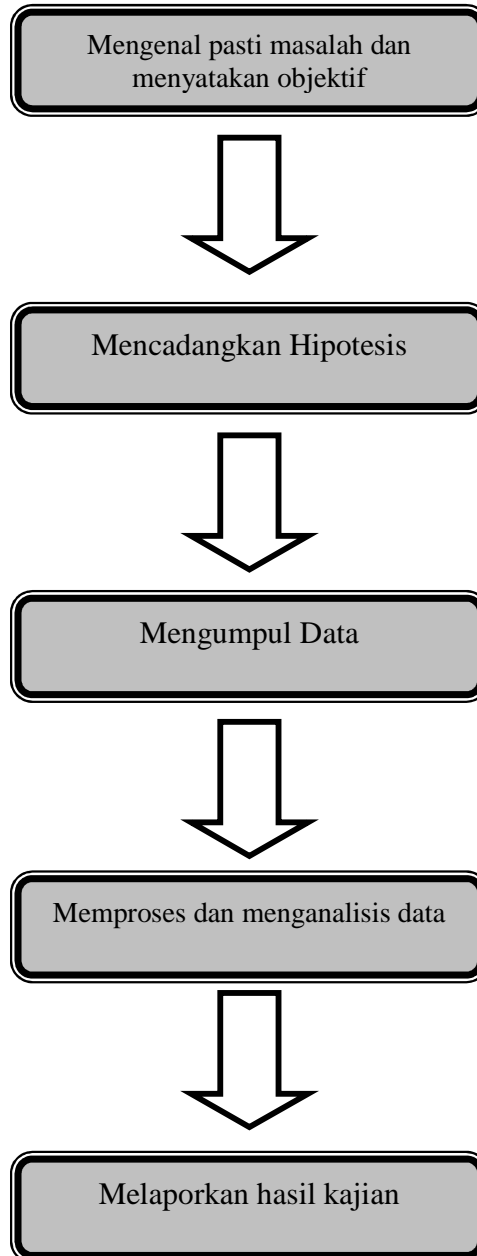 Mengenal pasti masalah dan
menyatakan objektif
Mencadangkan Hipotesis
Mengumpul Data
Memproses dan menganalisis data
Melaporkan hasil kajian